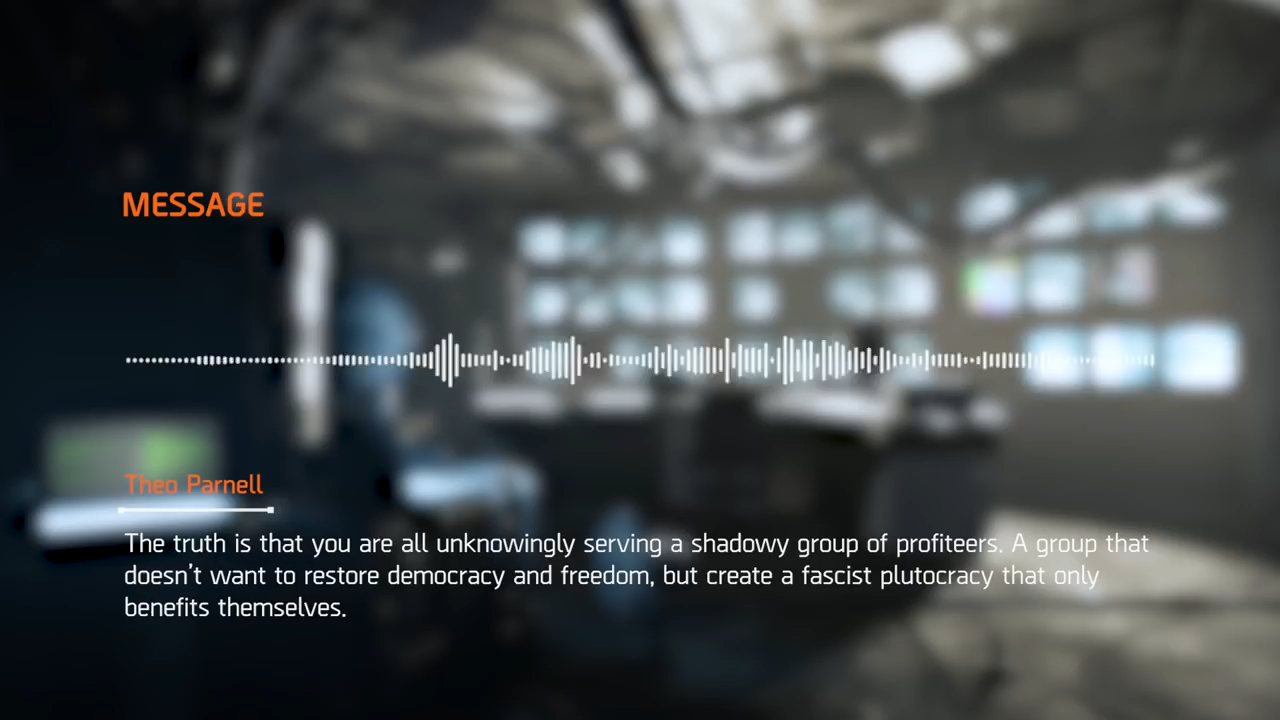 MESSAGE
Theo Parnell
The truth is that you are all unknowingly serving a shadowy group of profiteers. A group that
doesn't want to restore democracy and freedom, but create a fascist plutocracy that only
benefits themselves.